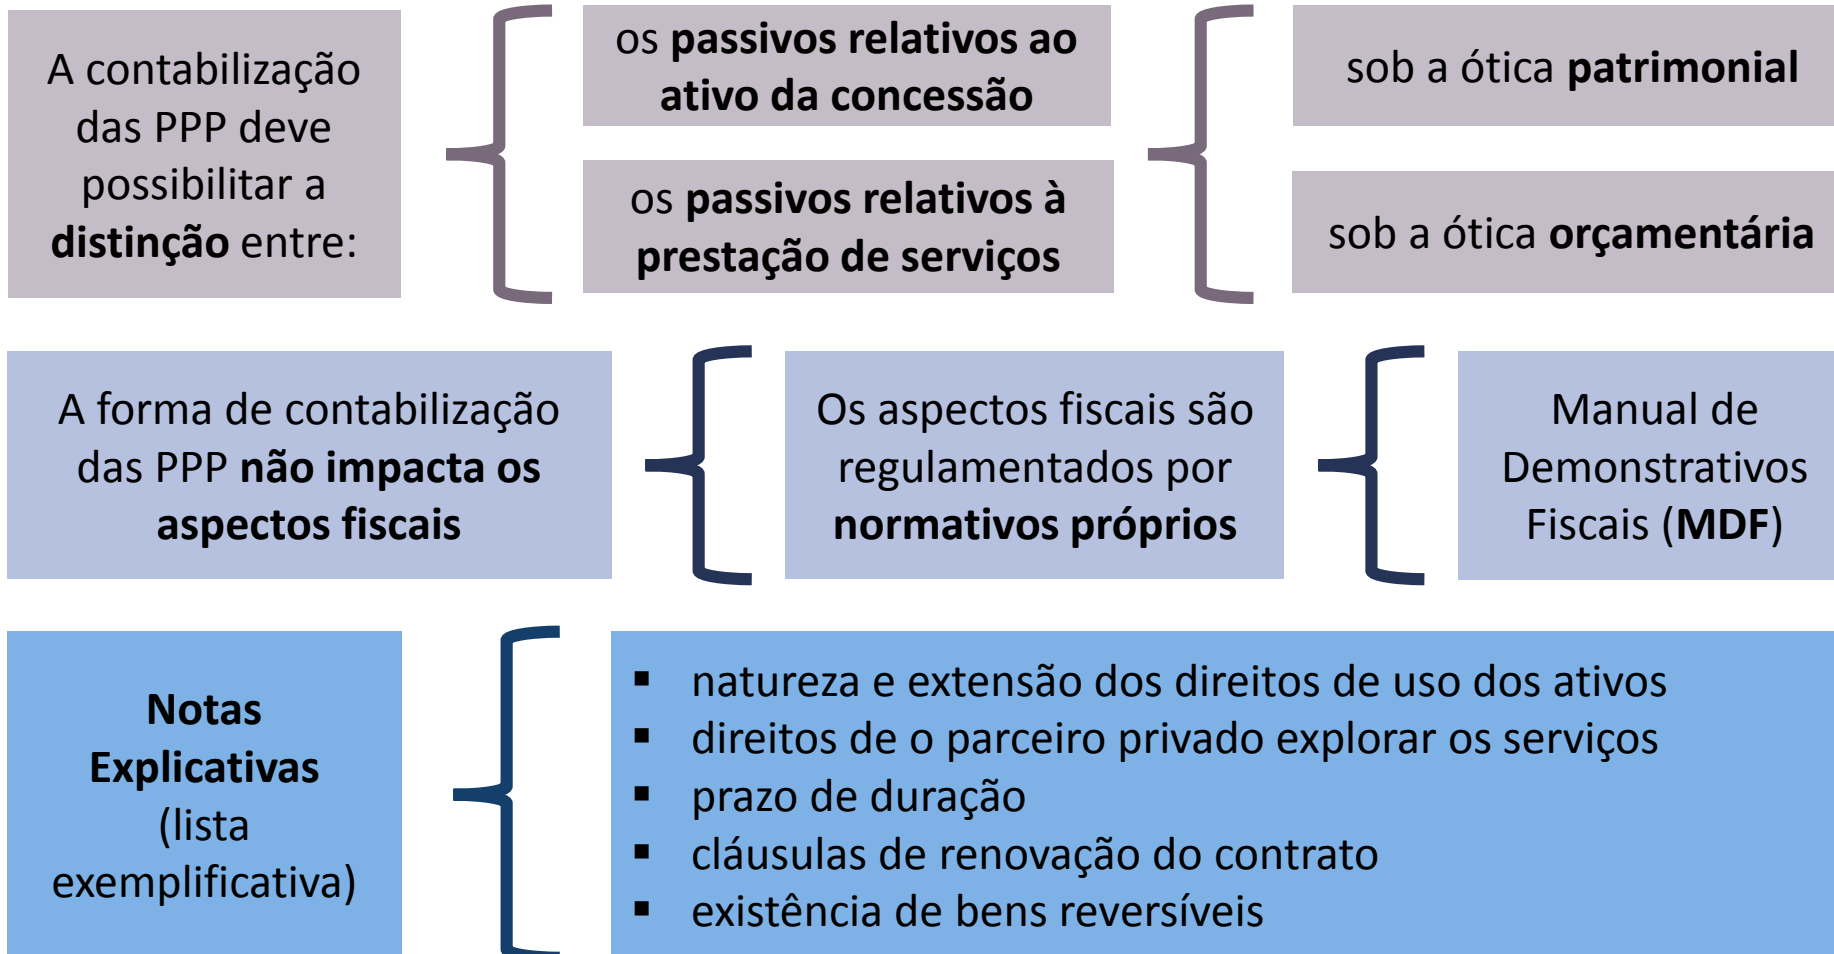 A contabilização
das PPP deve
possibilitar a
distinção entre:
os passivos relativos ao
ativo da concessão
os passivos relativos à
prestação de serviços
sob a ótica patrimonial
sob a ótica orçamentária
A forma de contabilização
das PPP não impacta os
aspectos fiscais
Os aspectos fiscais são
regulamentados por
normativos próprios
Manual de
Demonstrativos
Fiscais (MDF)
Notas
Explicativas
(lista
exemplificativa)
▪ natureza e extensão dos direitos de uso dos ativos
▪ direitos de o parceiro privado explorar os serviços
▪ prazo de duração
▪ cláusulas de renovação do contrato
▪ existência de bens reversíveis